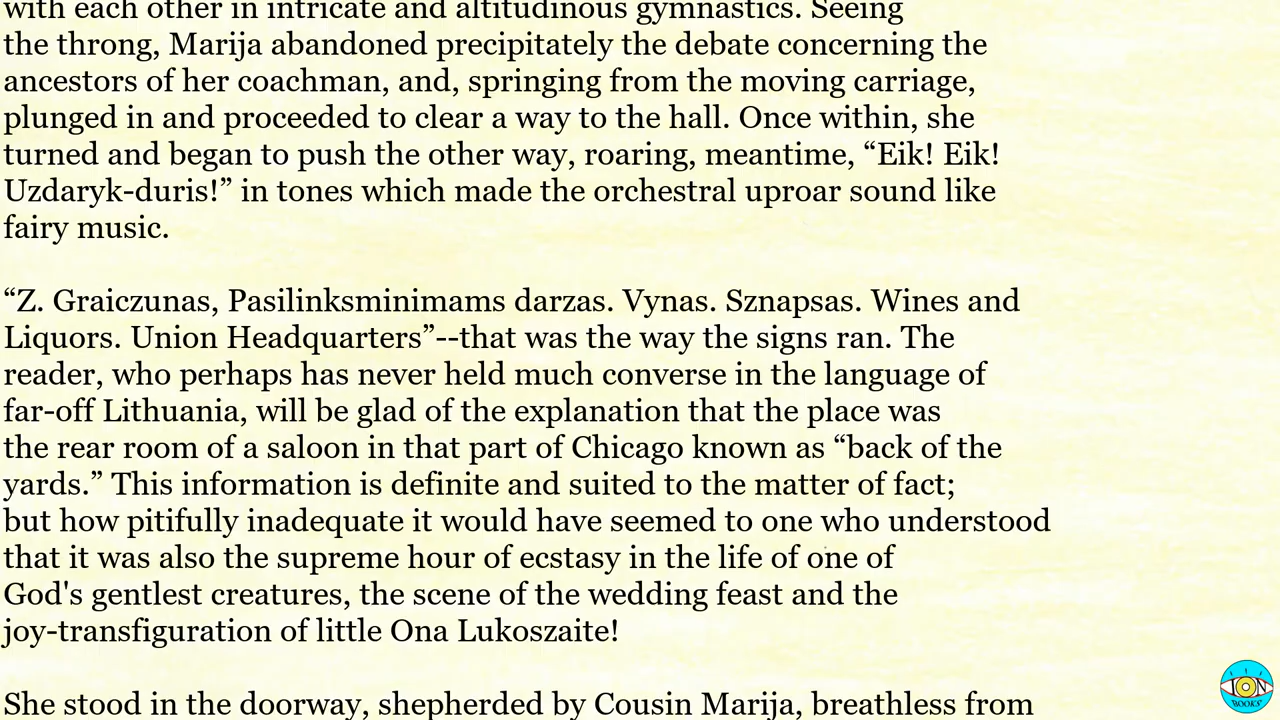 with each other in intricate and altitudinous gymnastics. Seeing
the throng, Marija abandoned precipitately the debate concerning the
ancestors of her coachman, and, springing from the moving carriage,
plunged in and proceeded to clear a way to the hall. Once within, she
turned and began to push the other way, roaring, meantime, “Eik! Eik!
Uzdaryk-duris!” in tones which made the orchestral uproar sound like
fairy music.
“Z. Graiczunas, Pasilinksminimams darzas. Vynas. Sznapsas. Wines and
Liquors. Union Headquarters”--that was the way the signs ran. The
reader, who perhaps has never held much converse in the language of
far-off Lithuania, will be glad of the explanation that the place was
the rear room of a saloon in that part of Chicago known as “back of the
yards.” This information is definite and suited to the matter of fact;
but how pitifully inadequate it would have seemed to one who understood
that it was also the supreme hour of ecstasy in the life of one of
God's gentlest creatures, the scene of the wedding feast and the
joy-transfiguration of little Ona Lukoszaite!
She stood in the doorway, shepherded by Cousin Marija, breathless from
ION
BOOKS